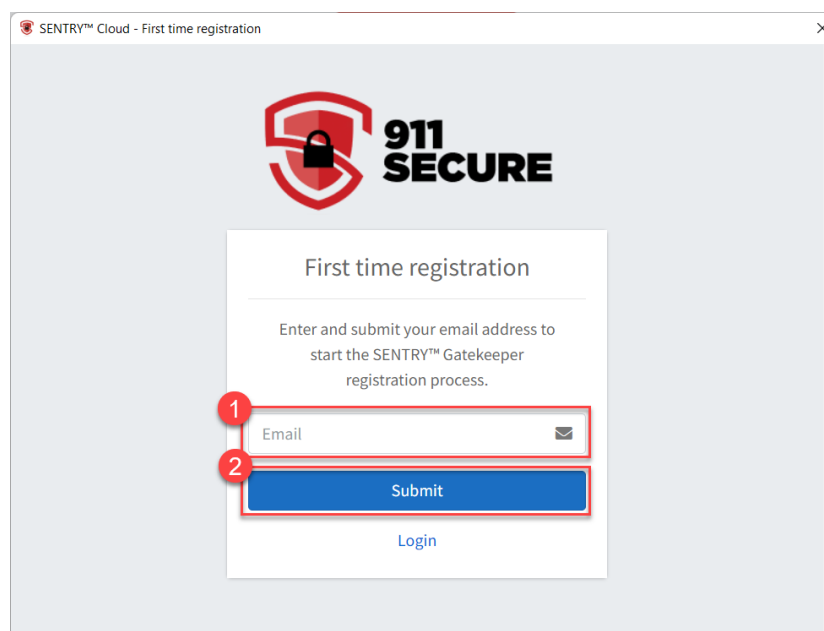 SENTRY™ Cloud - First time registration
911
SECURE
First time registration
Enter and submit your email address to
start the SENTRY™ Gatekeeper
registration process.
1
Email
2
Submit
Login